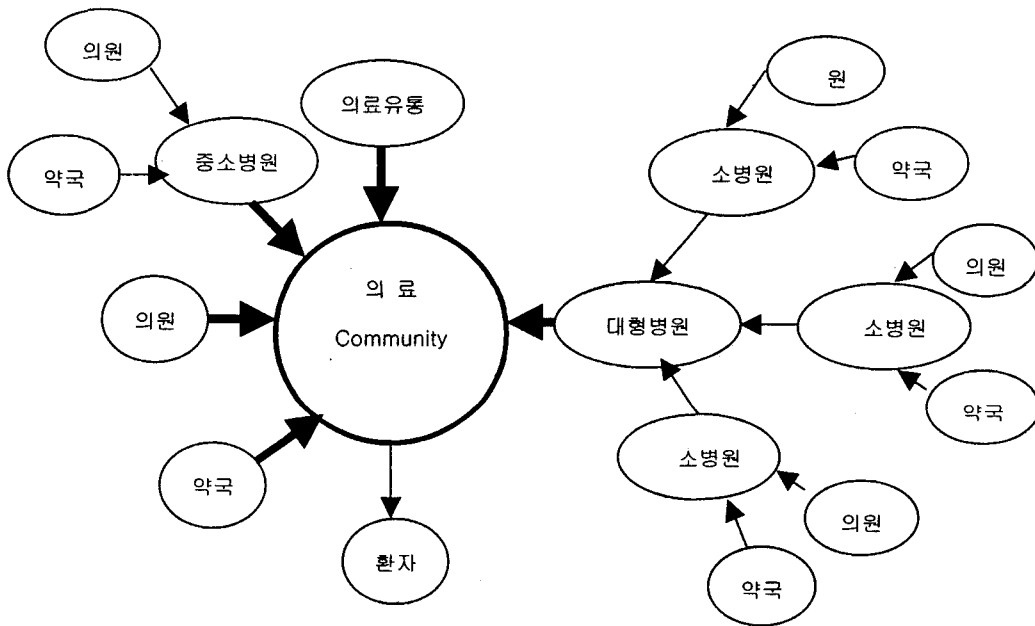 의원
의료유통
원
중소병원
약국
소병원
약국
의원
의 료
Community
의원
대형병원
소병원
약국
소병원
약국
의원
환자
약국